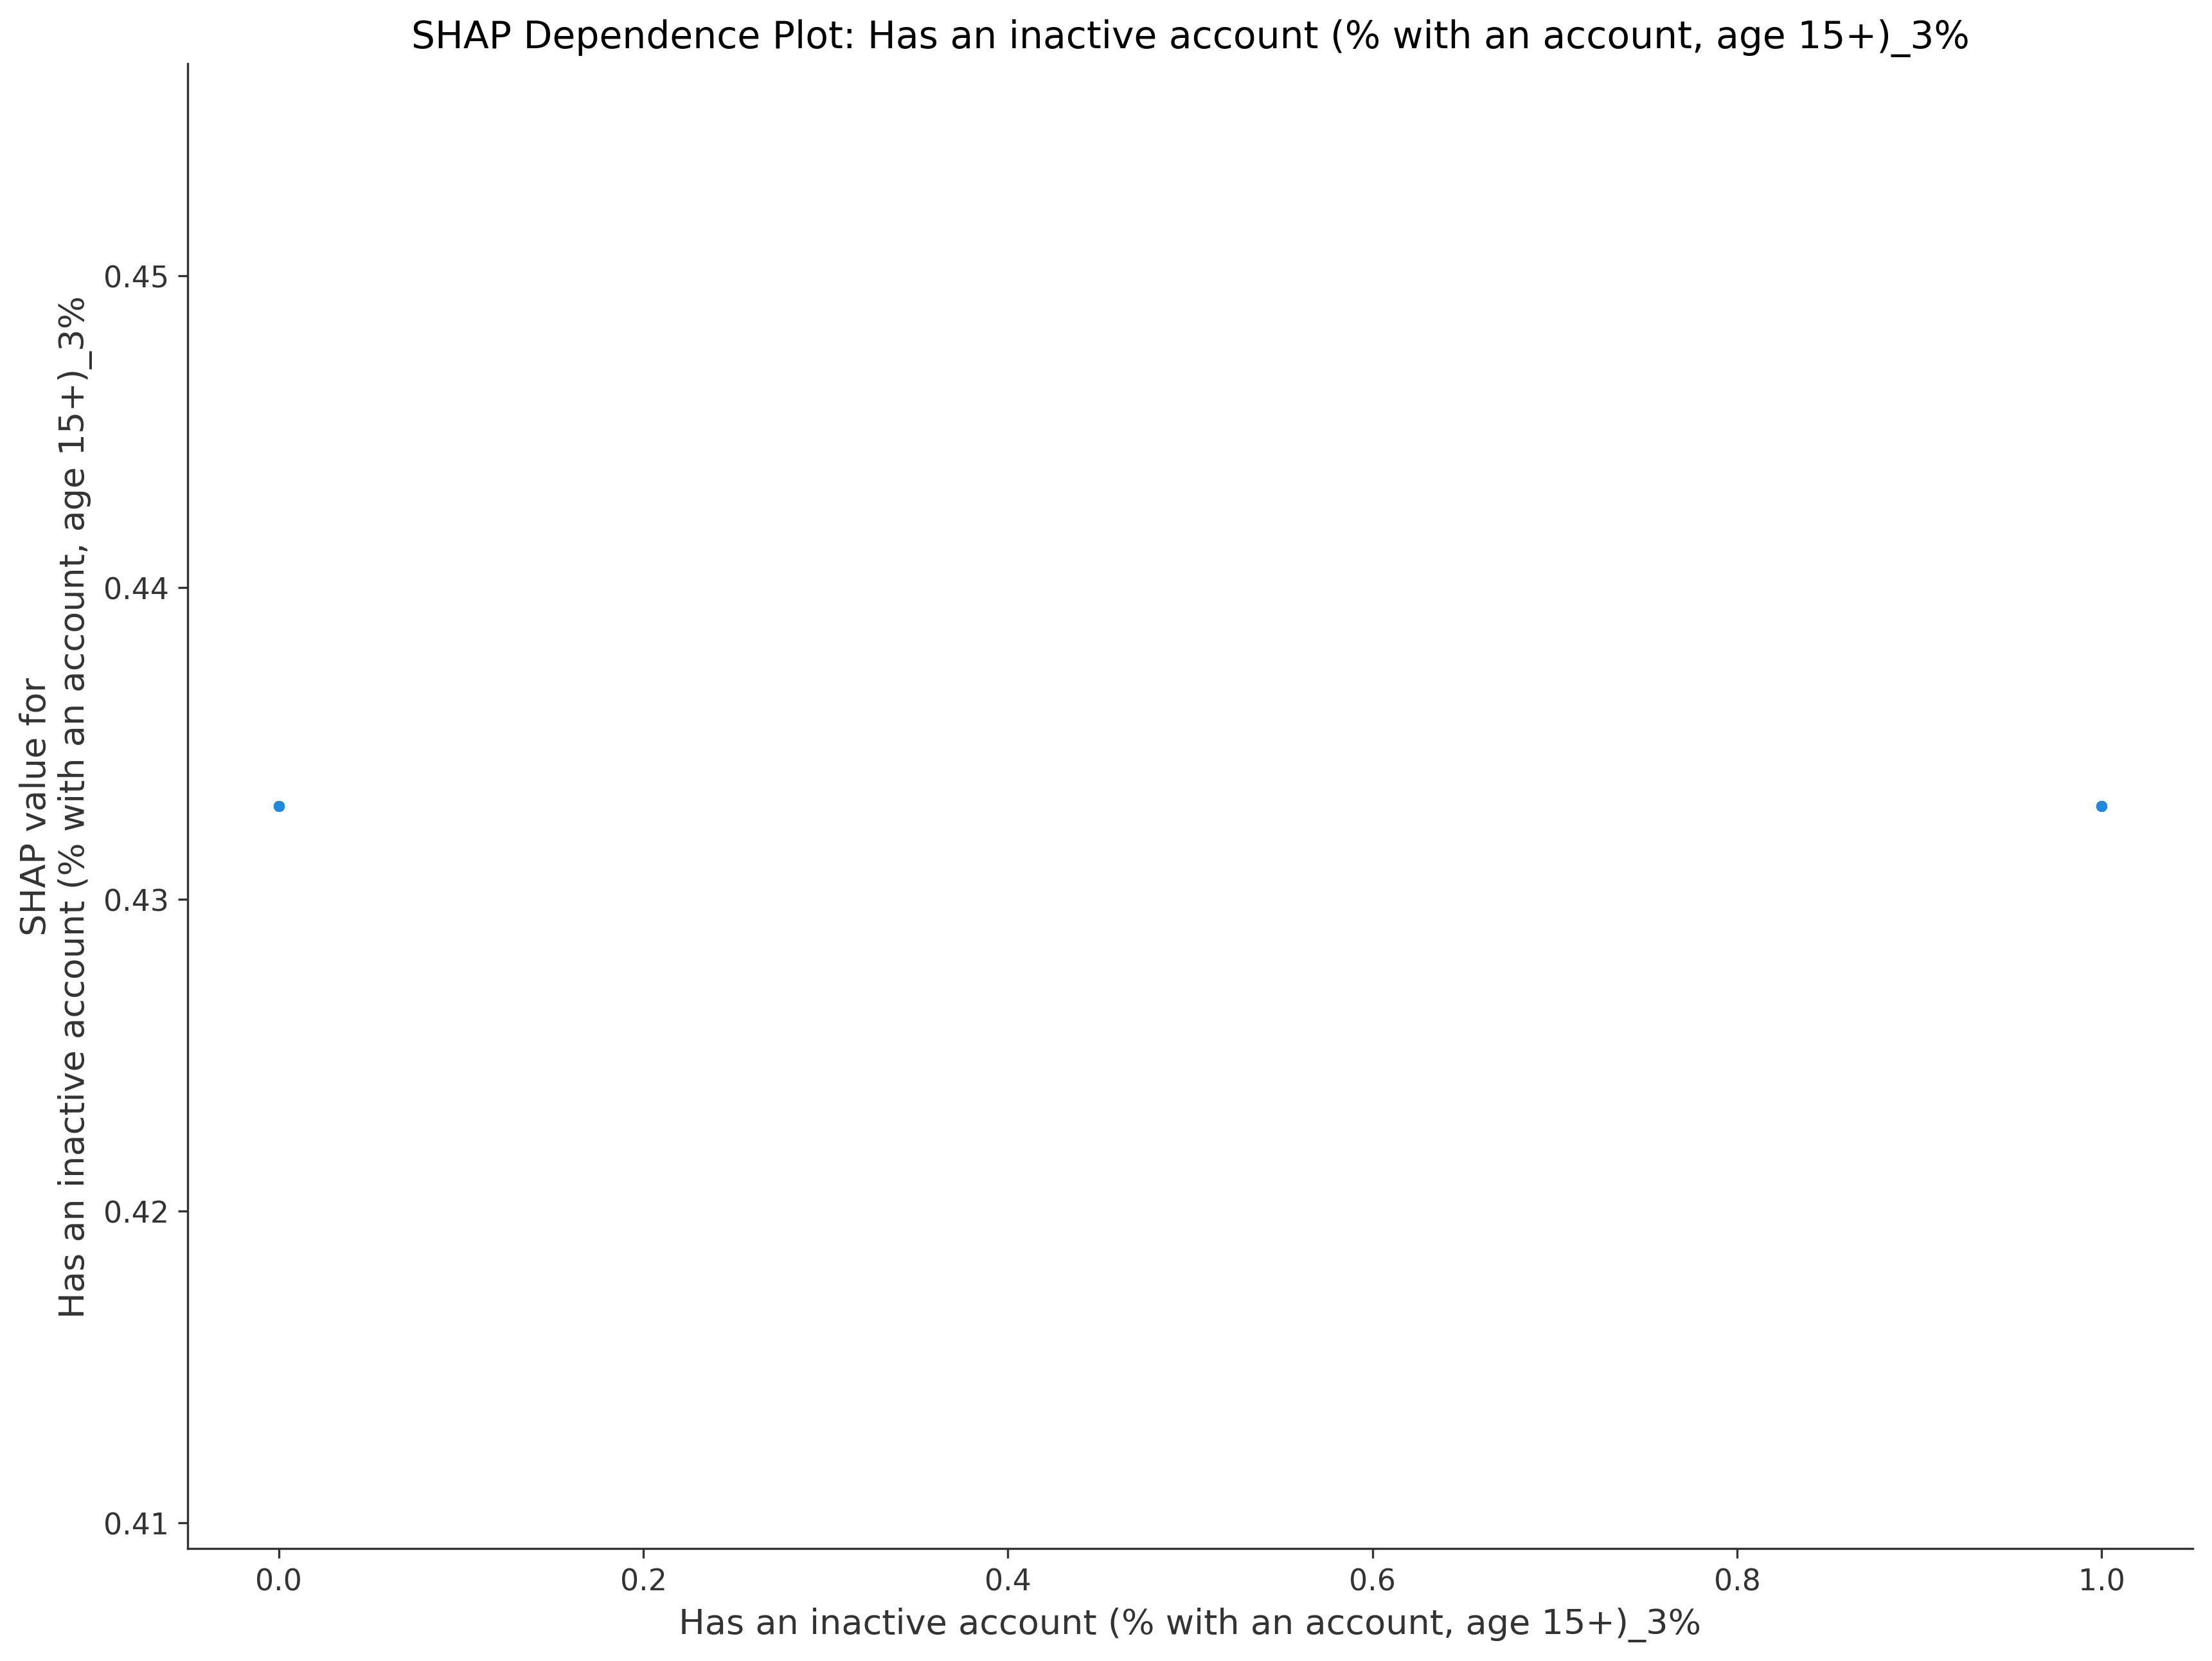 SHAP Dependence Plot: Has an inactive account (% with an account, age 15+)_3%
SHAP value for
Has an inactive account (% with an account, age 15+)_3%
0.45
0.44
0.43
0.42
0.41
0.0
0.2
0.4
0.6
0.8
1.0
Has an inactive account (% with an account, age 15+)_3%